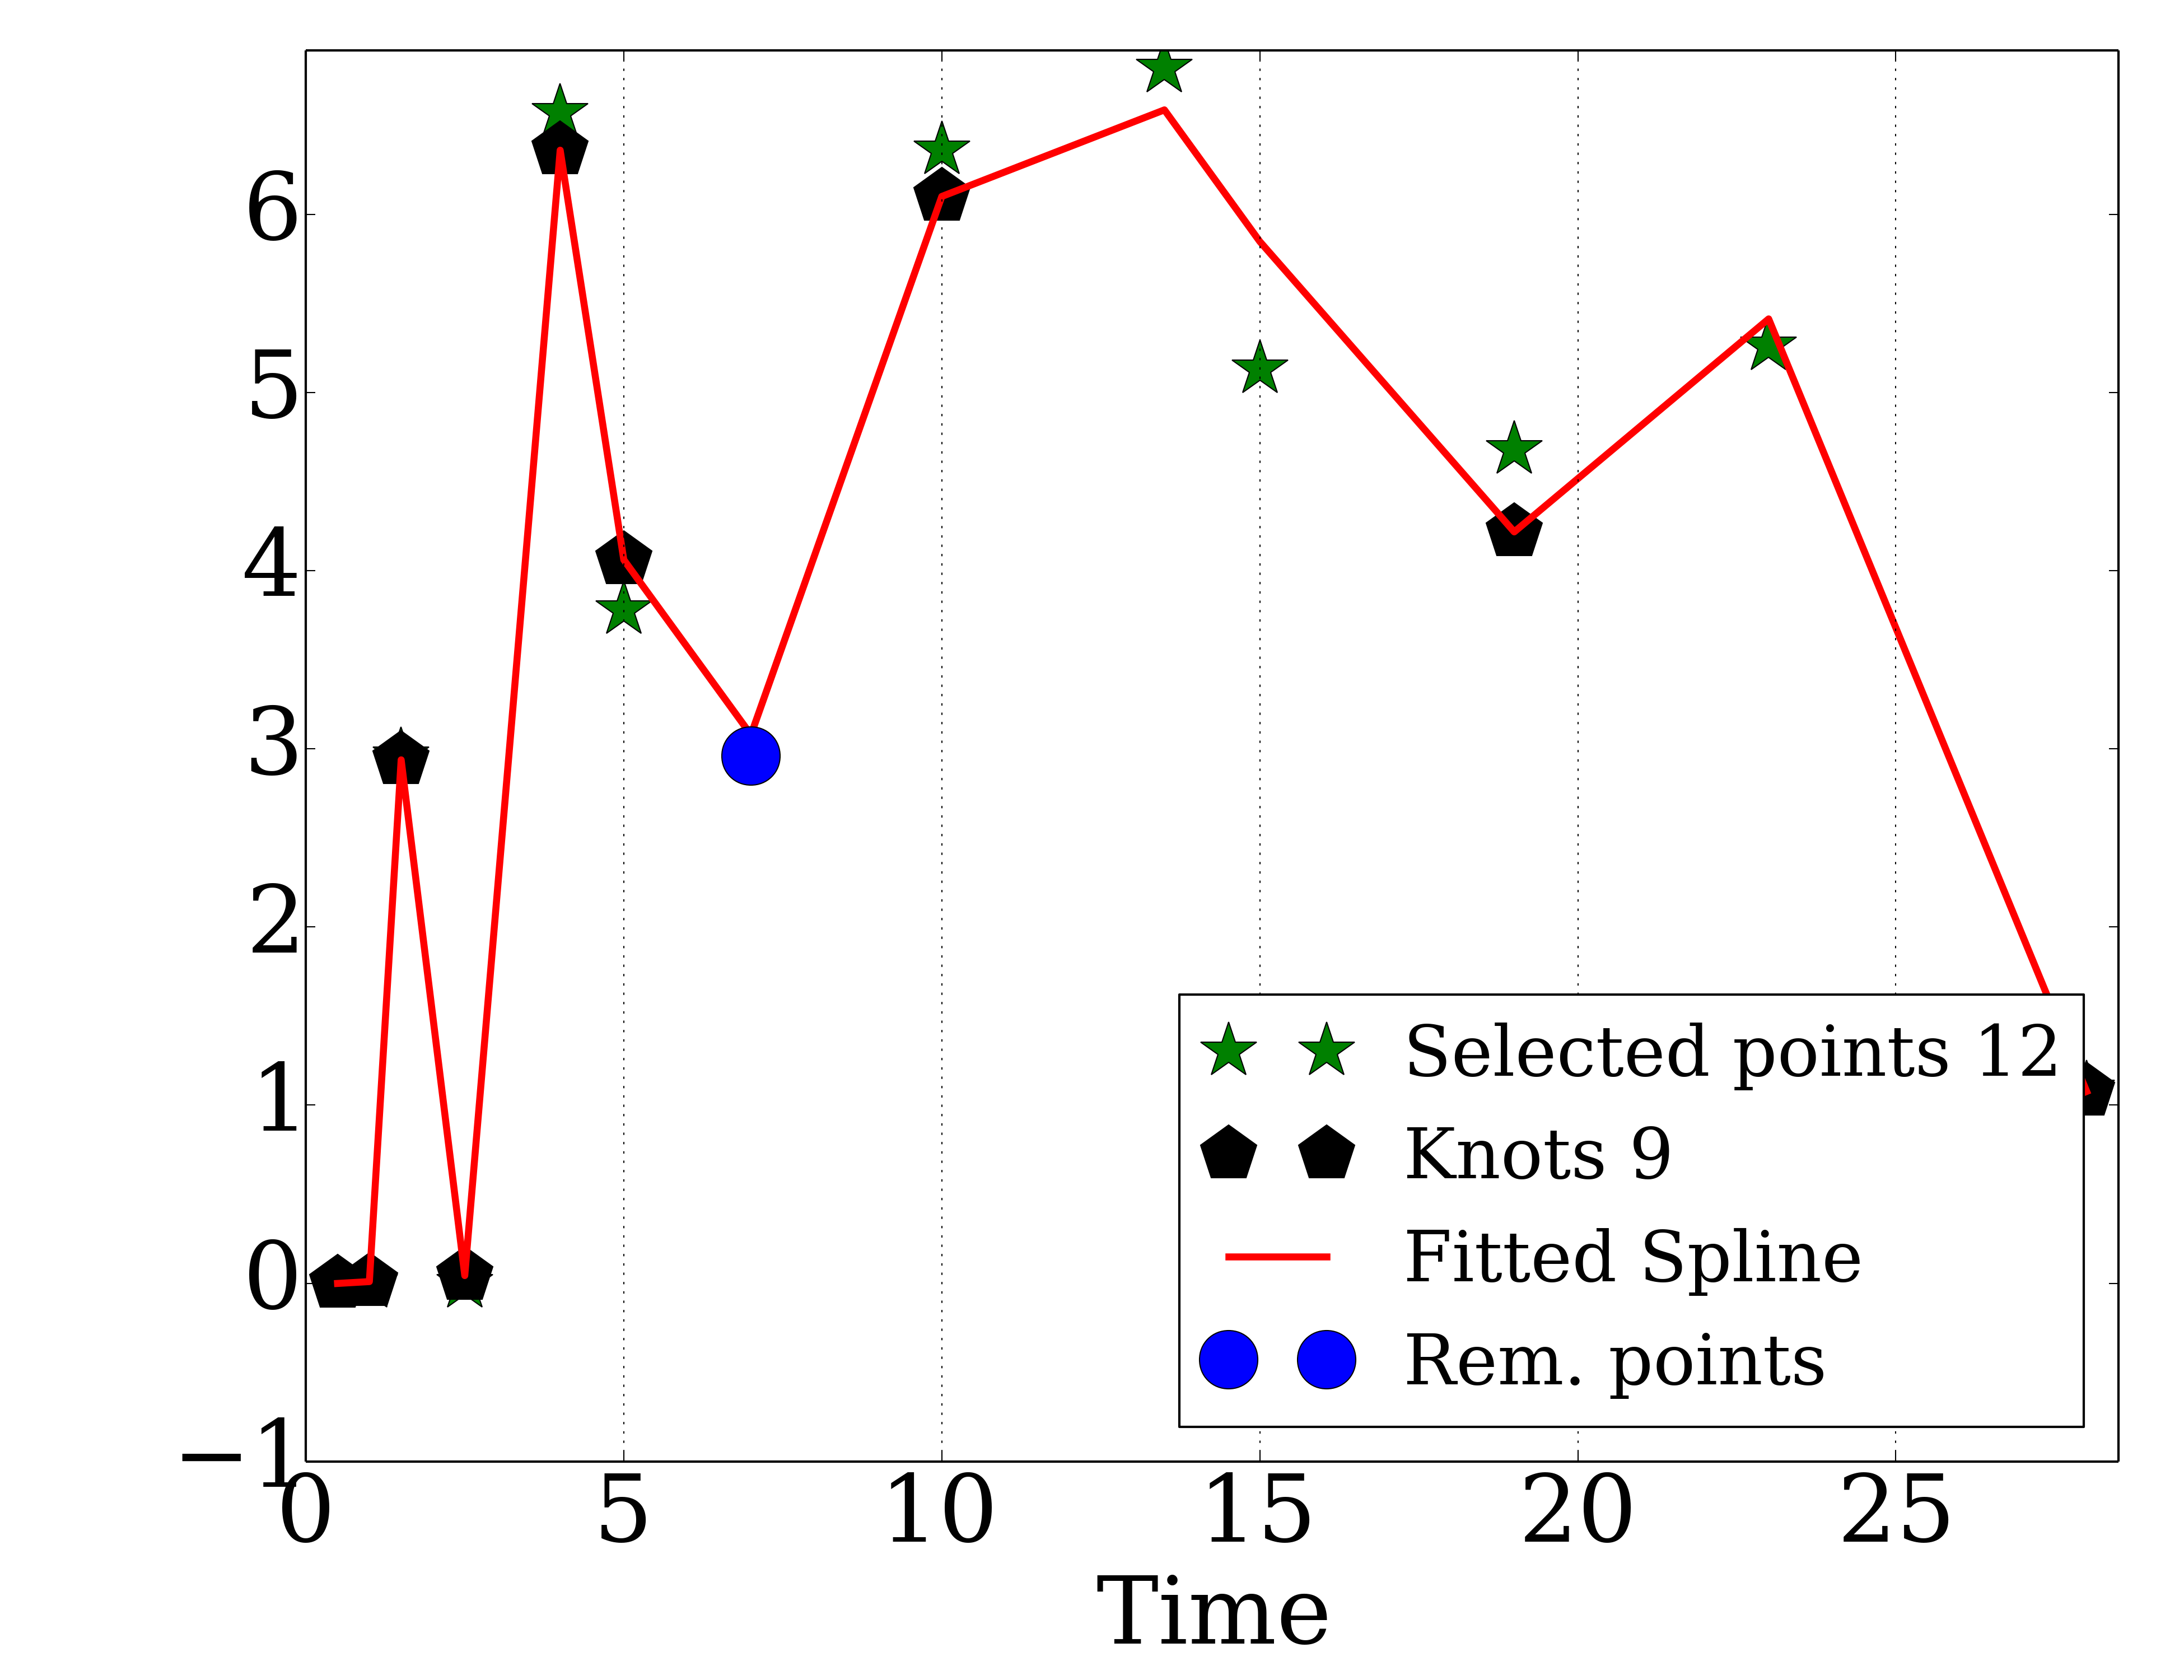 6
5
4
3
2
1
0
−1
0 5 10 15 20 25
Time
Selected points 12
Knots 9
Fitted Spline
Rem. points